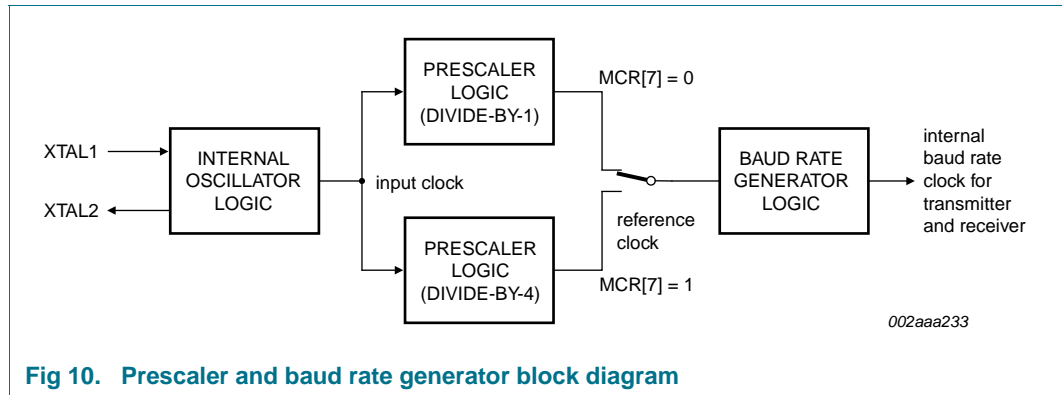 PRESCALER
LOGIC
(DIVIDE-BY-1)
MCR[7] = 0
XTAL1
XTAL2
INTERNAL
OSCILLATOR
LOGIC
input clock
BAUD RATE
GENERATOR
LOGIC
internal
baud rate
clock for
transmitter
and receiver
reference
clock
PRESCALER
LOGIC
(DIVIDE-BY-4)
MCR[7] = 1
002aaa233
Fig 10. Prescaler and baud rate generator block diagram